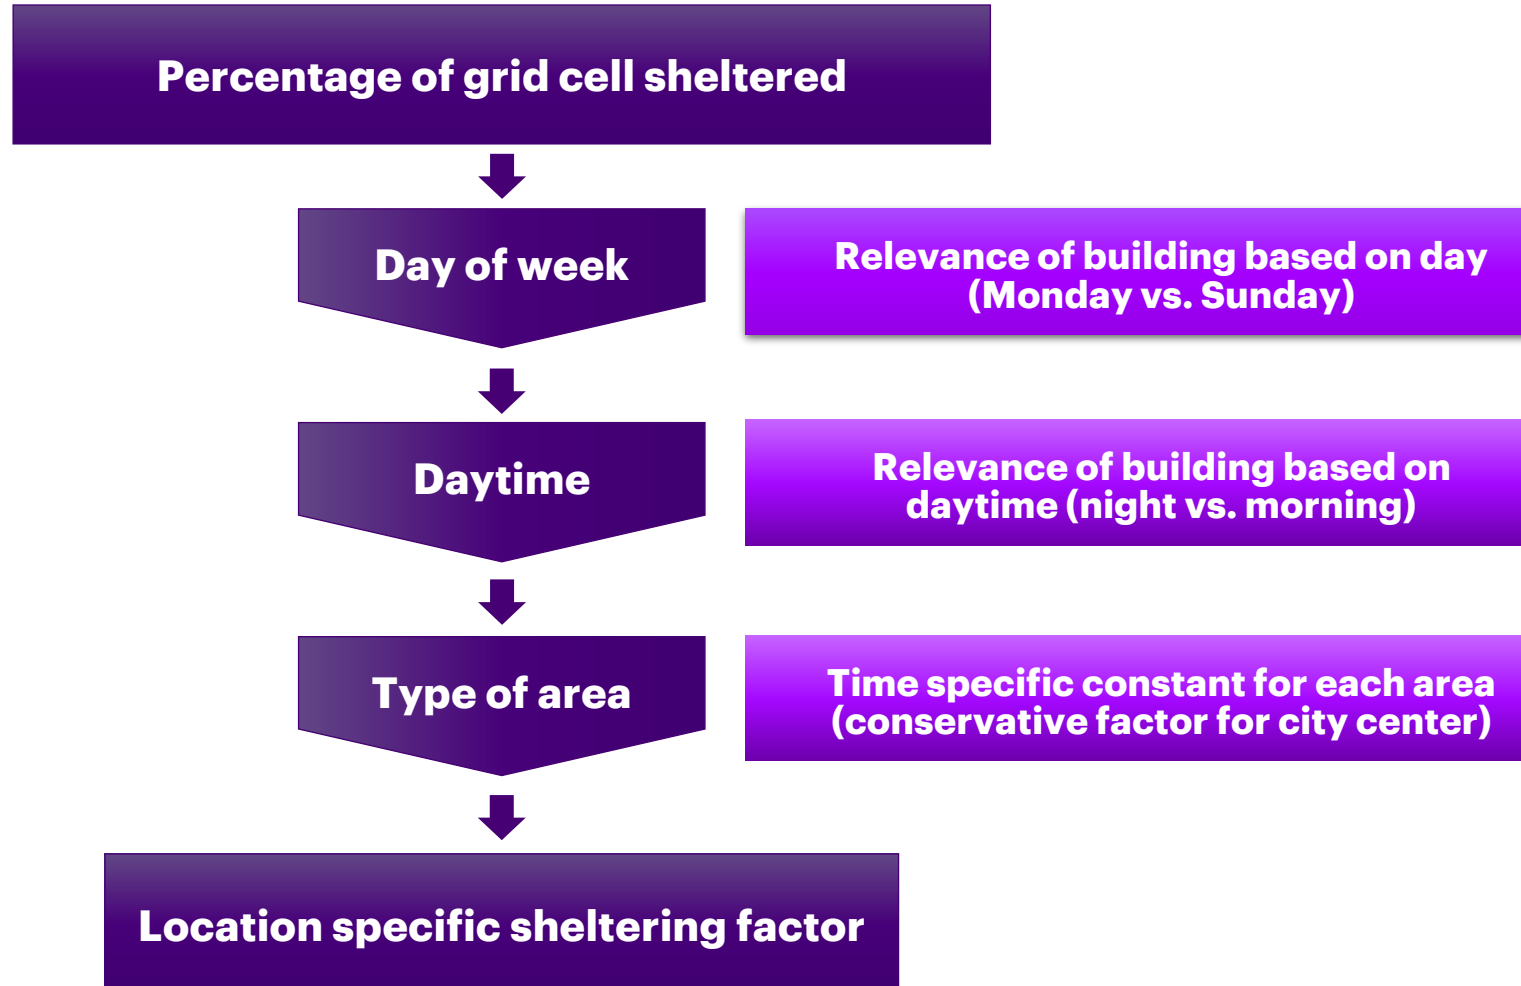 Percentage of grid cell sheltered
Day of week
Relevance of building based on day
(Monday vs. Sunday)
Daytime
Relevance of building based on
daytime (night vs. morning)
Type of area
Time specific constant for each area
(conservative factor for city center)
Location specific sheltering factor